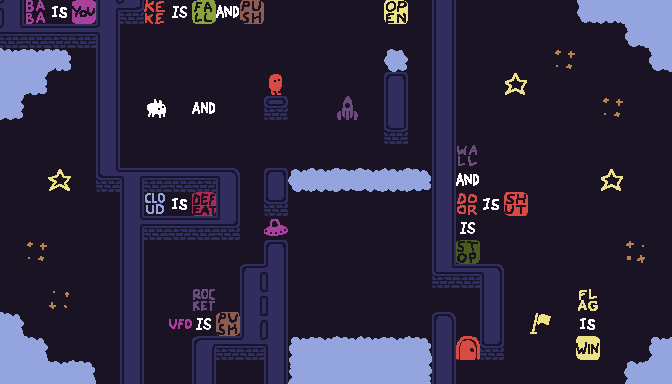 BABA IS YOU
KEKE IS FALL AND PUSH
OPEN
AND
WALL
AND
DOOR IS SHUT
IS
STOP
CLOUD IS DEFEAT
ROCKET
UFO IS PUSH
FLAG
IS
WIN